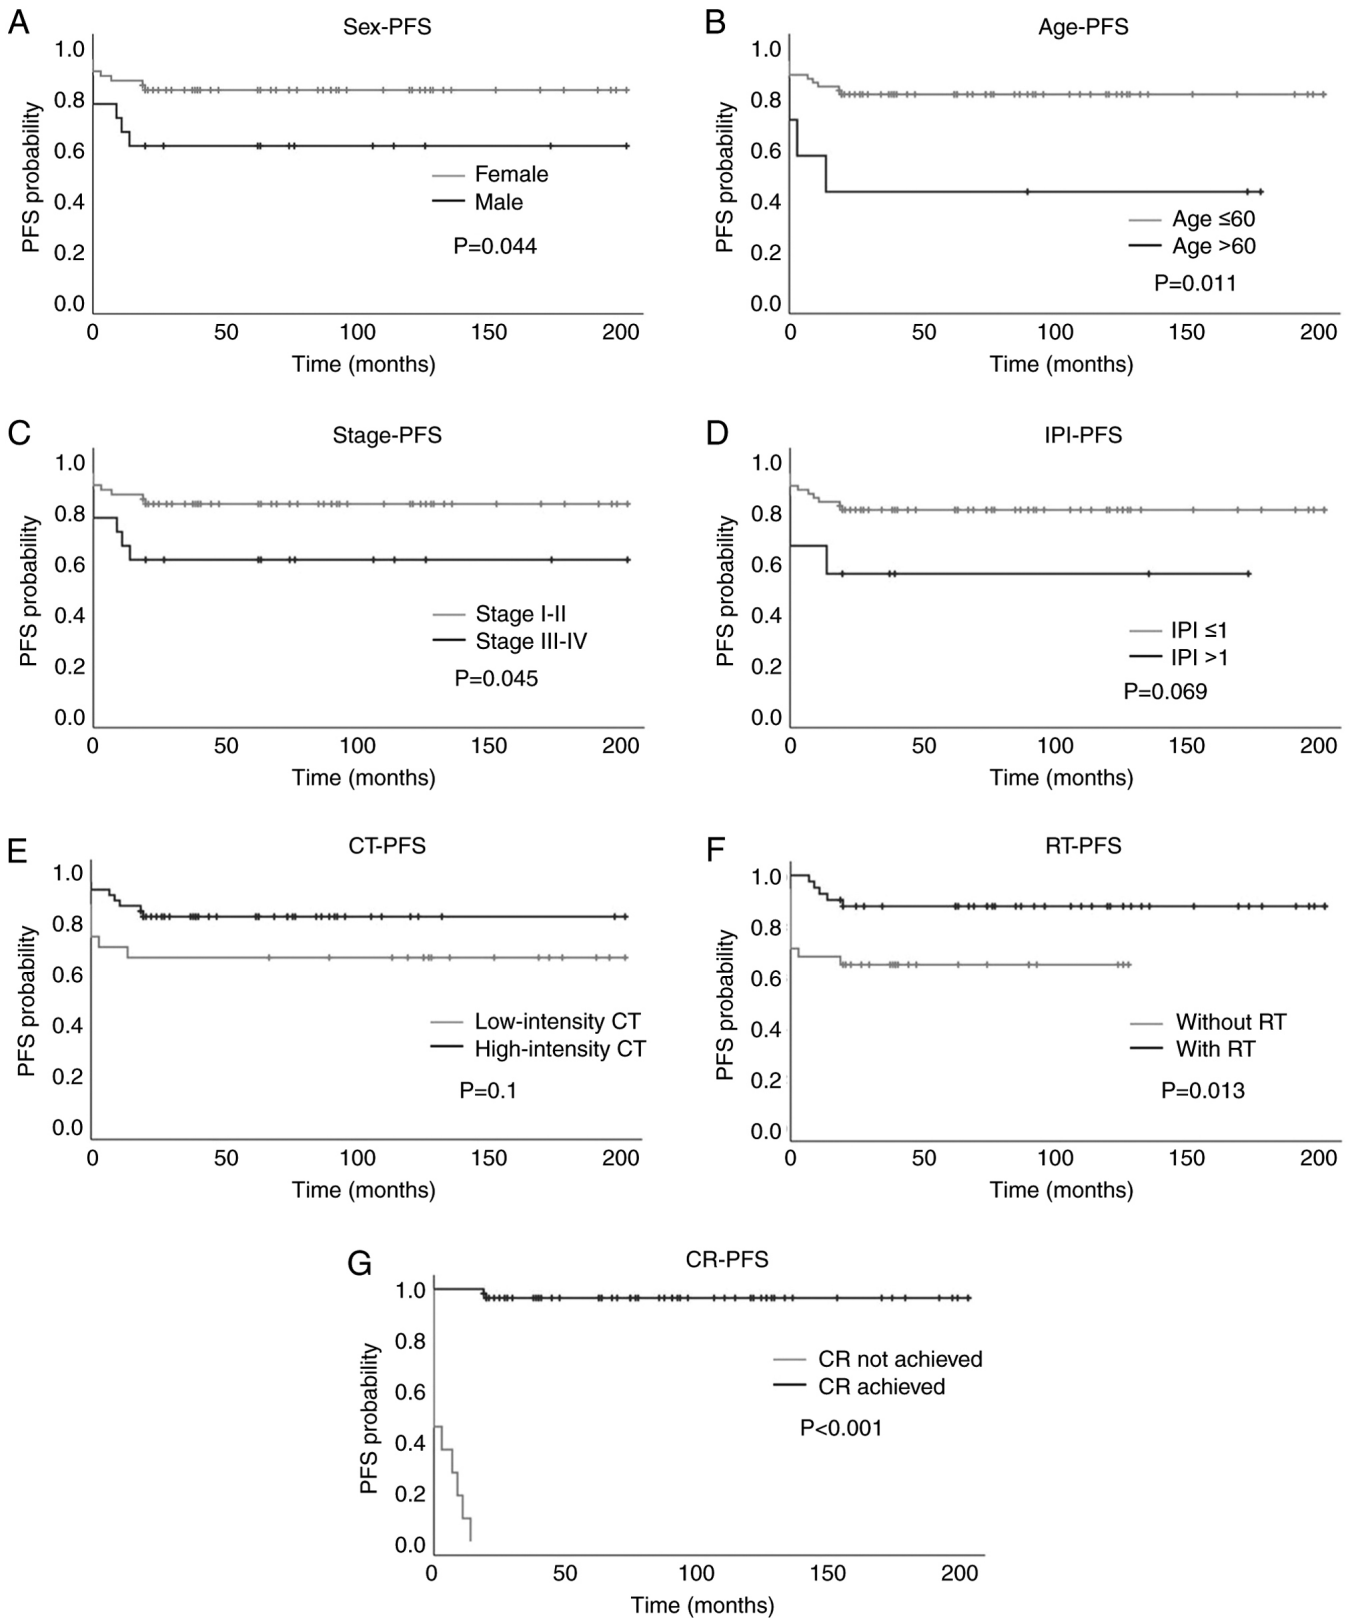 A
Sex-PFS
1.0
0.8
0.6
0.4
0.2
0.0
PFS probability
Female
Male
P=0.044
0 50 100 150 200
Time (months)
B
Age-PFS
1.0
0.8
0.6
0.4
0.2
0.0
PFS probability
Age ≤60
Age >60
P=0.011
0 50 100 150 200
Time (months)
C
Stage-PFS
1.0
0.8
0.6
0.4
0.2
0.0
PFS probability
Stage I-II
Stage III-IV
P=0.045
0 50 100 150 200
Time (months)
D
IPI-PFS
1.0
0.8
0.6
0.4
0.2
0.0
PFS probability
IPI ≤1
IPI >1
P=0.069
0 50 100 150 200
Time (months)
E
CT-PFS
1.0
0.8
0.6
0.4
0.2
0.0
PFS probability
Low-intensity CT
High-intensity CT
P=0.1
0 50 100 150 200
Time (months)
F
RT-PFS
1.0
0.8
0.6
0.4
0.2
0.0
PFS probability
Without RT
With RT
P=0.013
0 50 100 150 200
Time (months)
G
CR-PFS
1.0
0.8
0.6
0.4
0.2
0.0
PFS probability
CR not achieved
CR achieved
P<0.001
0 50 100 150 200
Time (months)